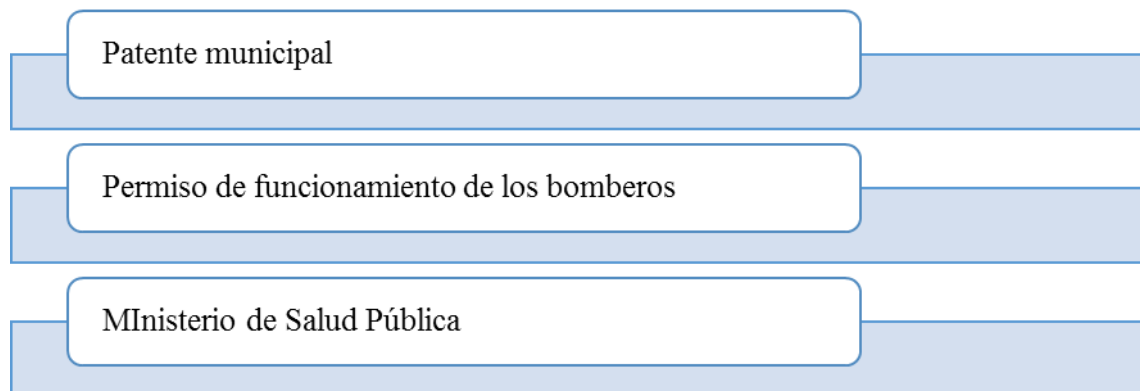 Patente municipal
Permiso de funcionamiento de los bomberos
MInisterio de Salud Pública